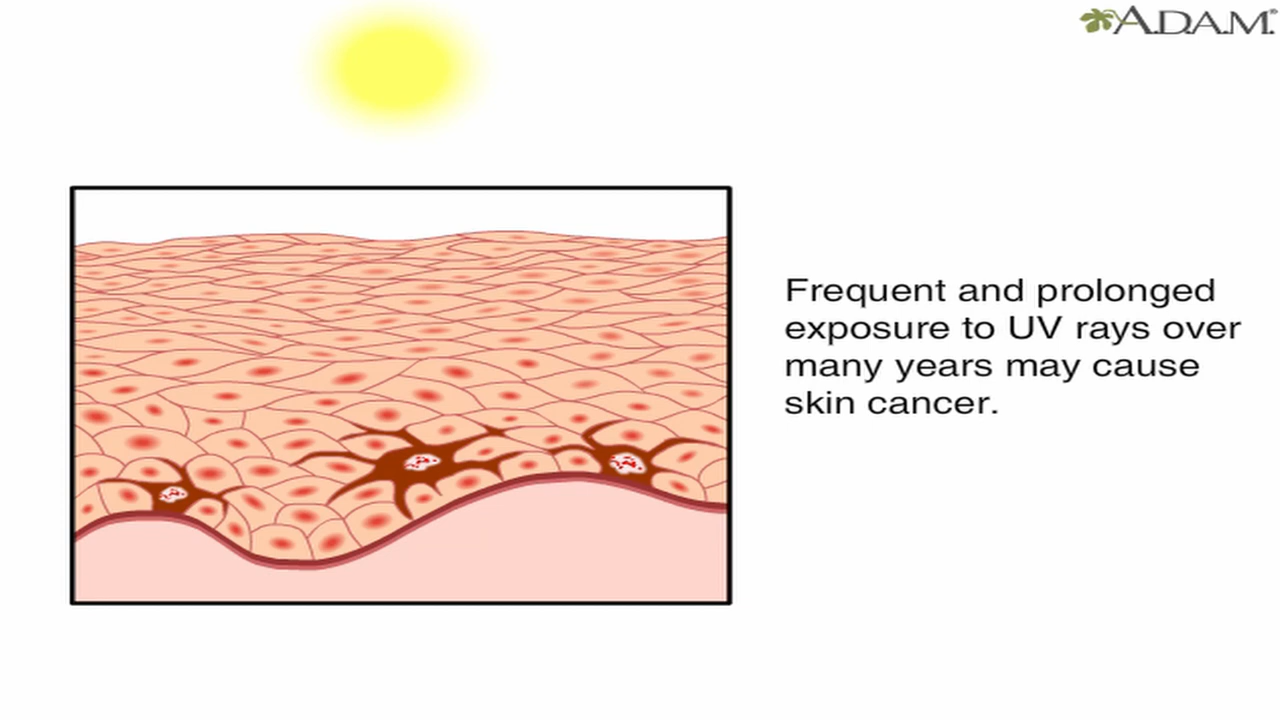 A.D.A.M.®
Frequent and prolonged
exposure to UV rays over
many years may cause
skin cancer.